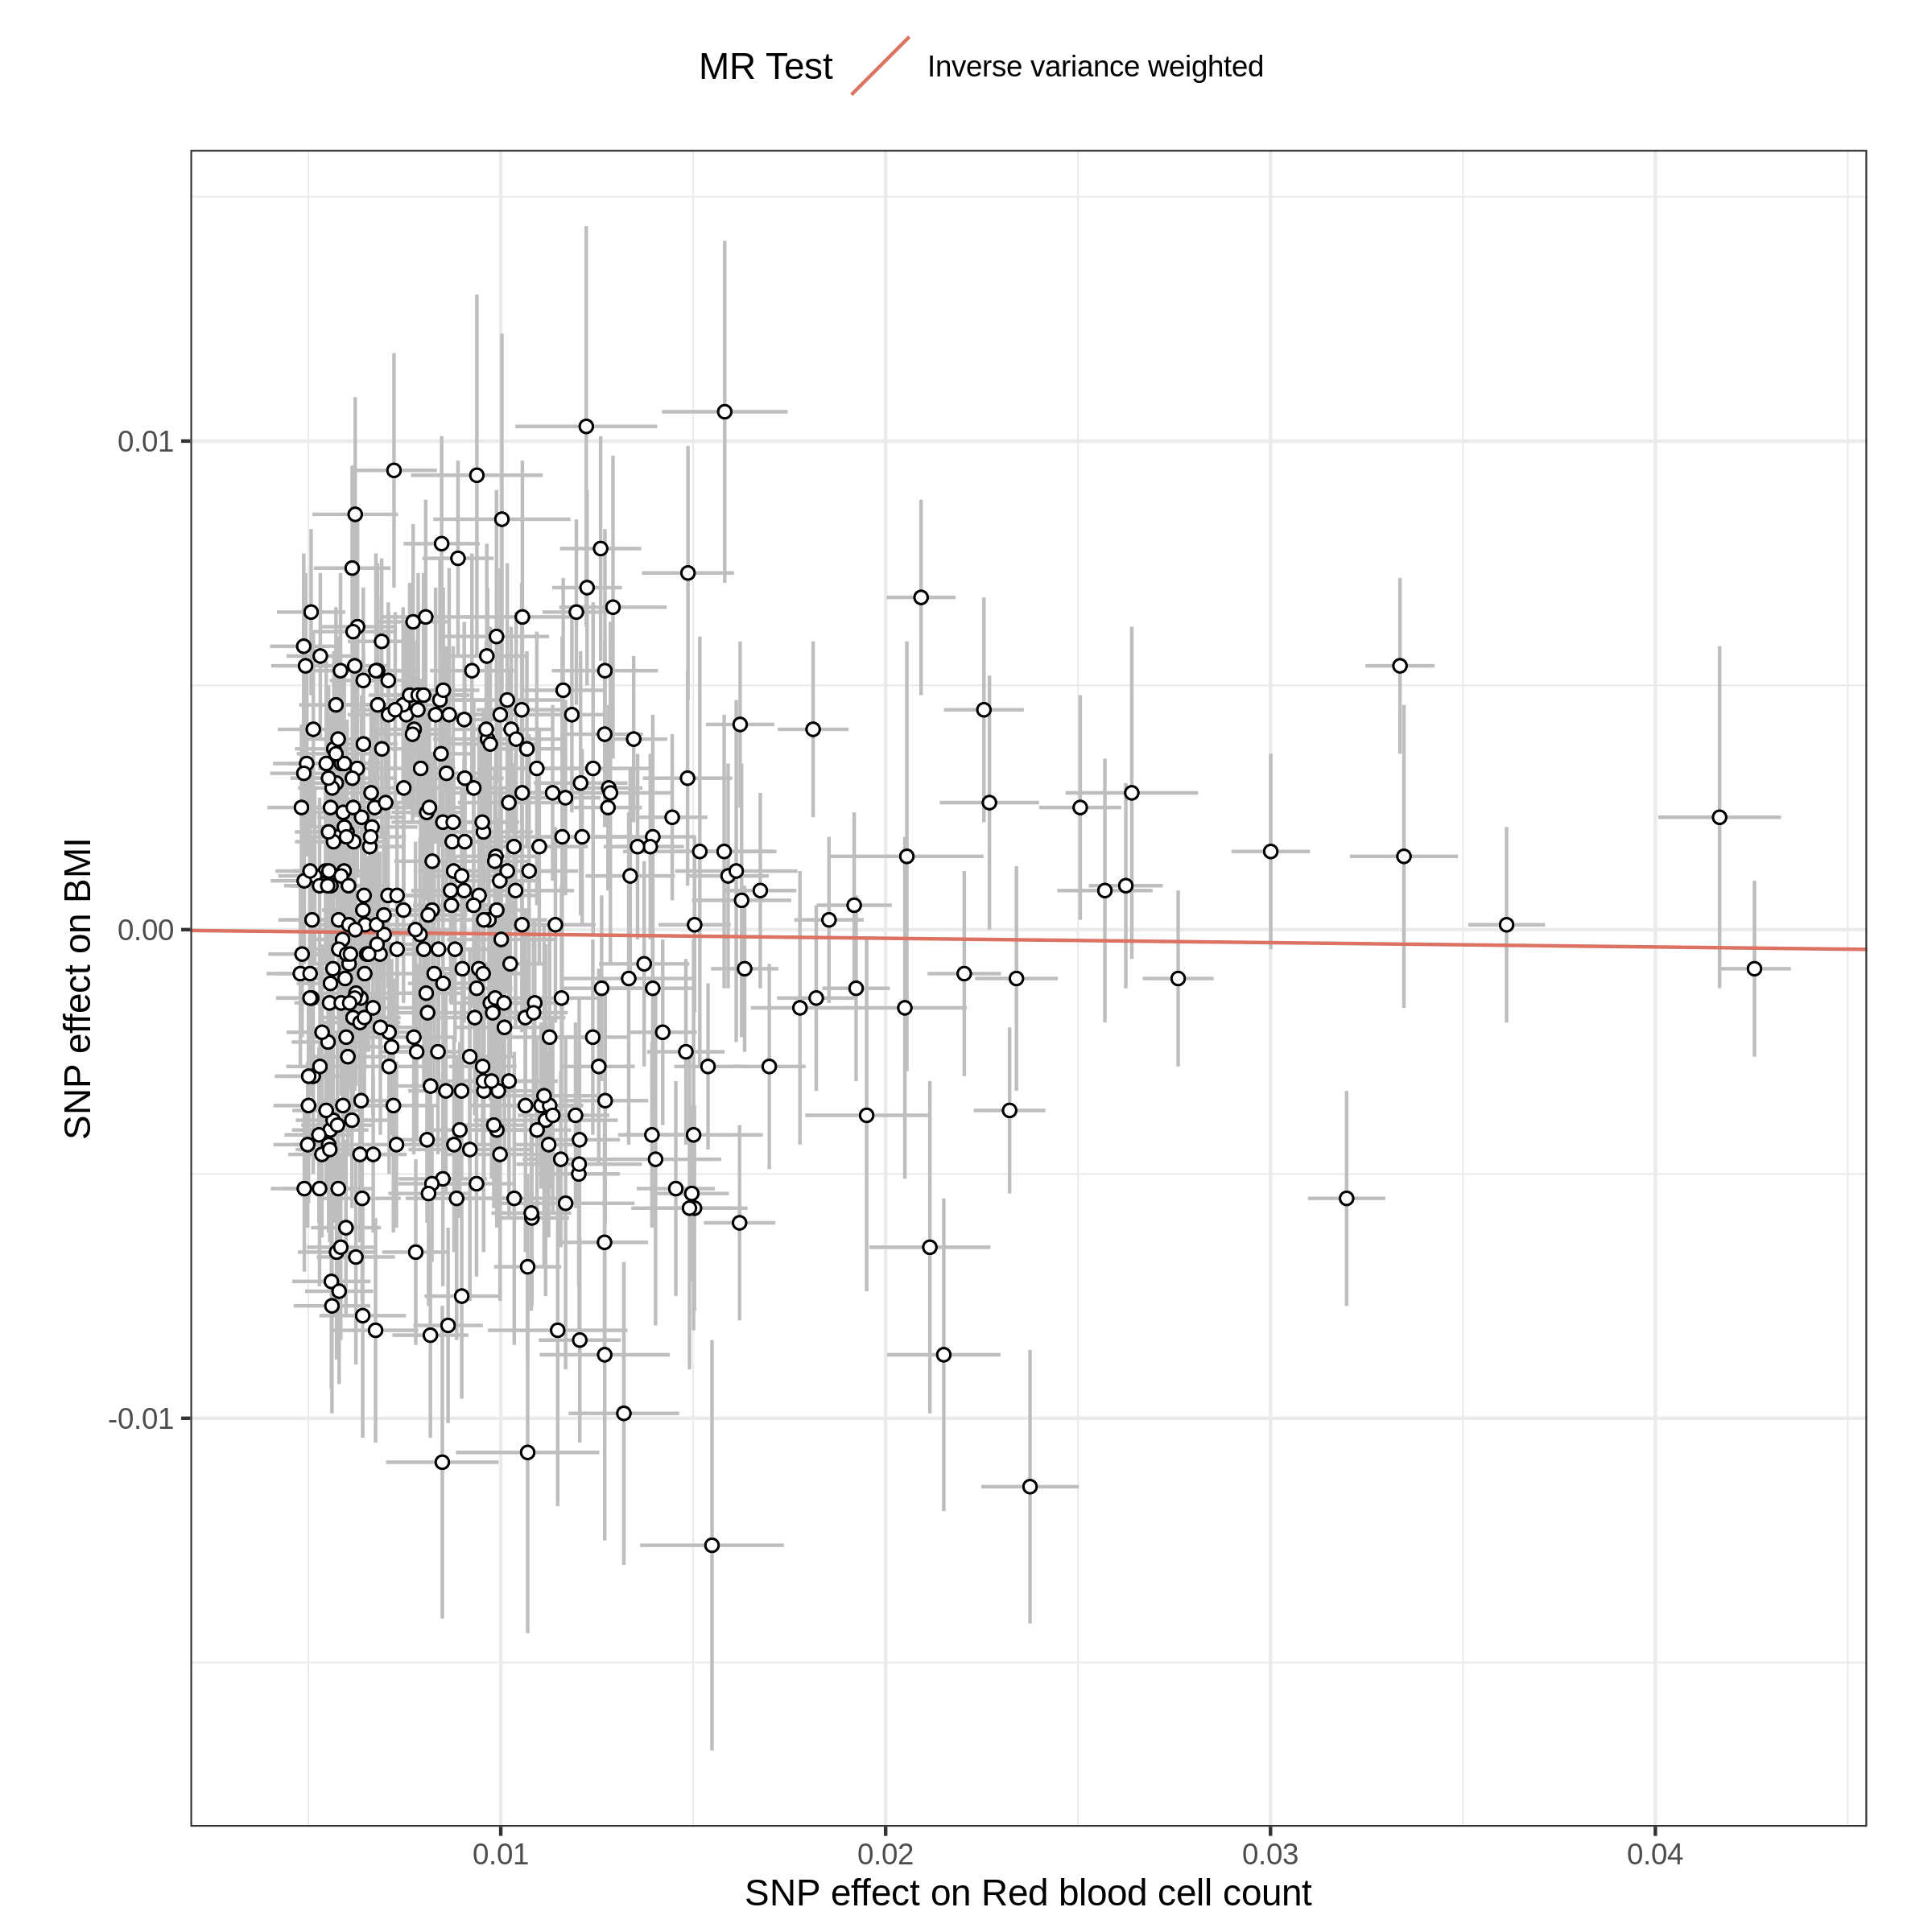 MR Test Inverse variance weighted
SNP effect on BMI
0.01
0.00
-0.01
0.01 0.02 0.03 0.04
SNP effect on Red blood cell count